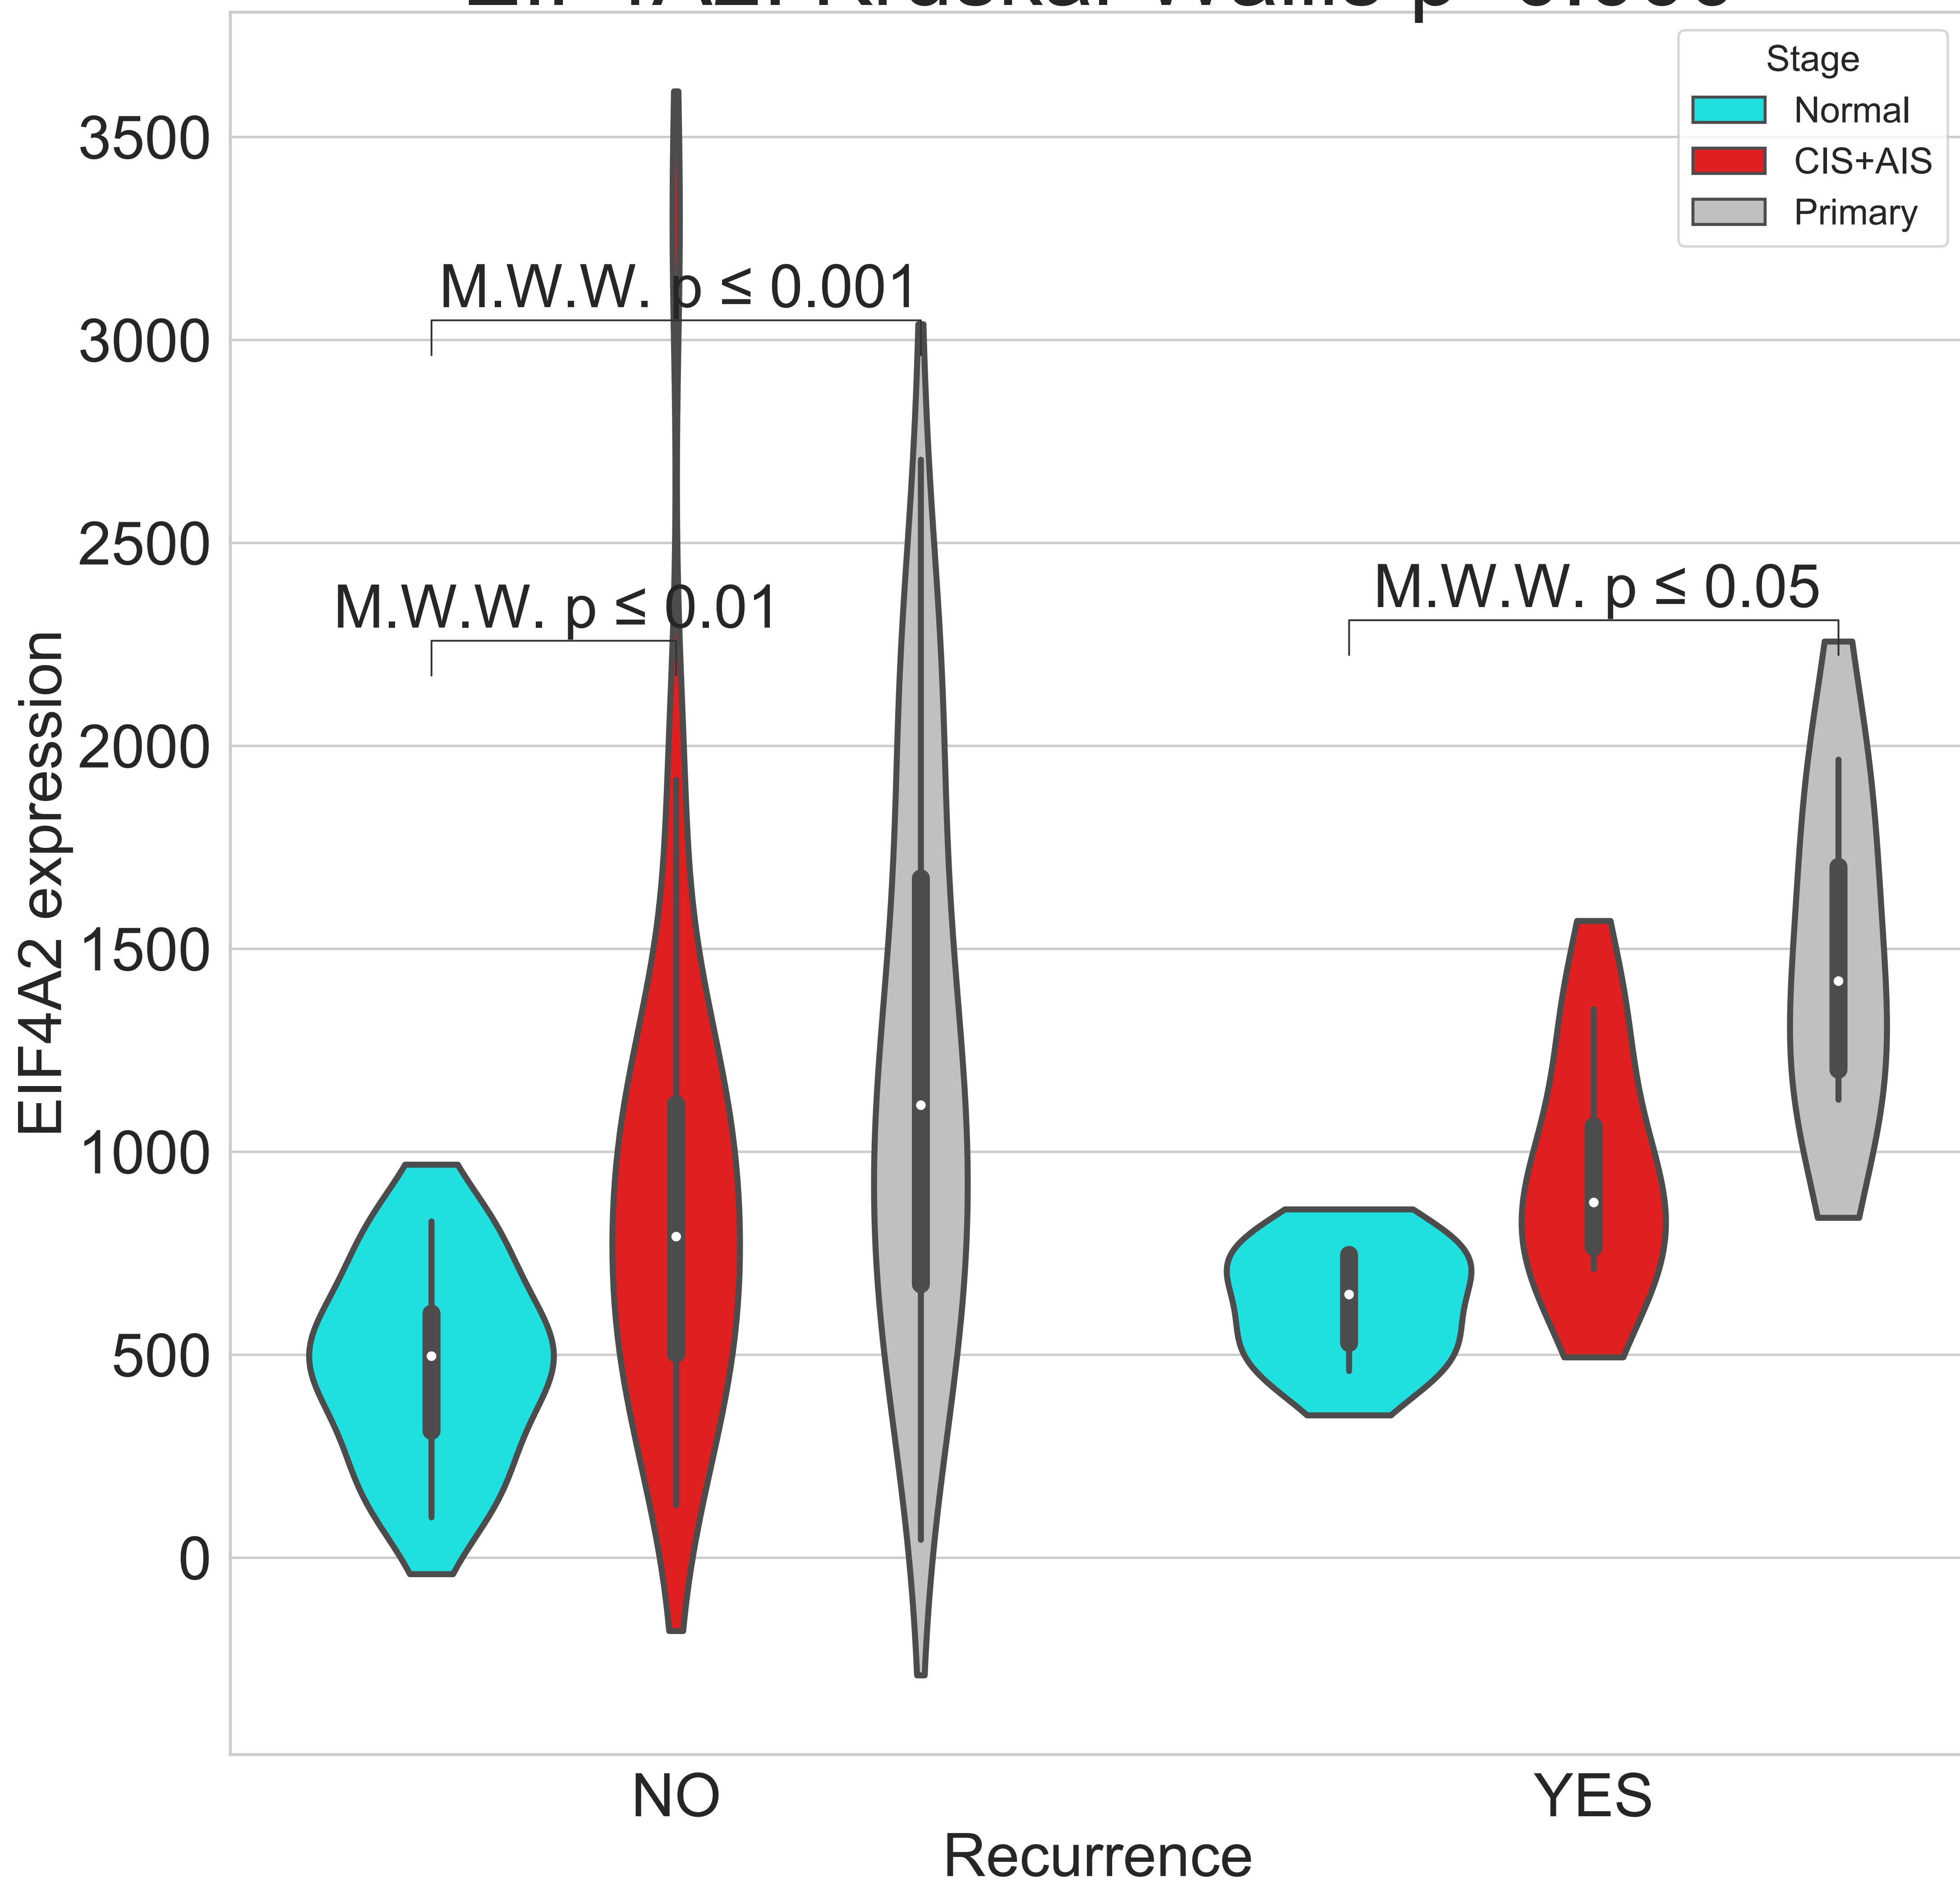 Stage
Normal
CIS+AIS
Primary
3500
3000
2500
2000
1500
1000
500
0
EIF4A2 expression
M.W.W. p ≤ 0.001
M.W.W. p ≤ 0.01
M.W.W. p ≤ 0.05
NO
YES
Recurrence